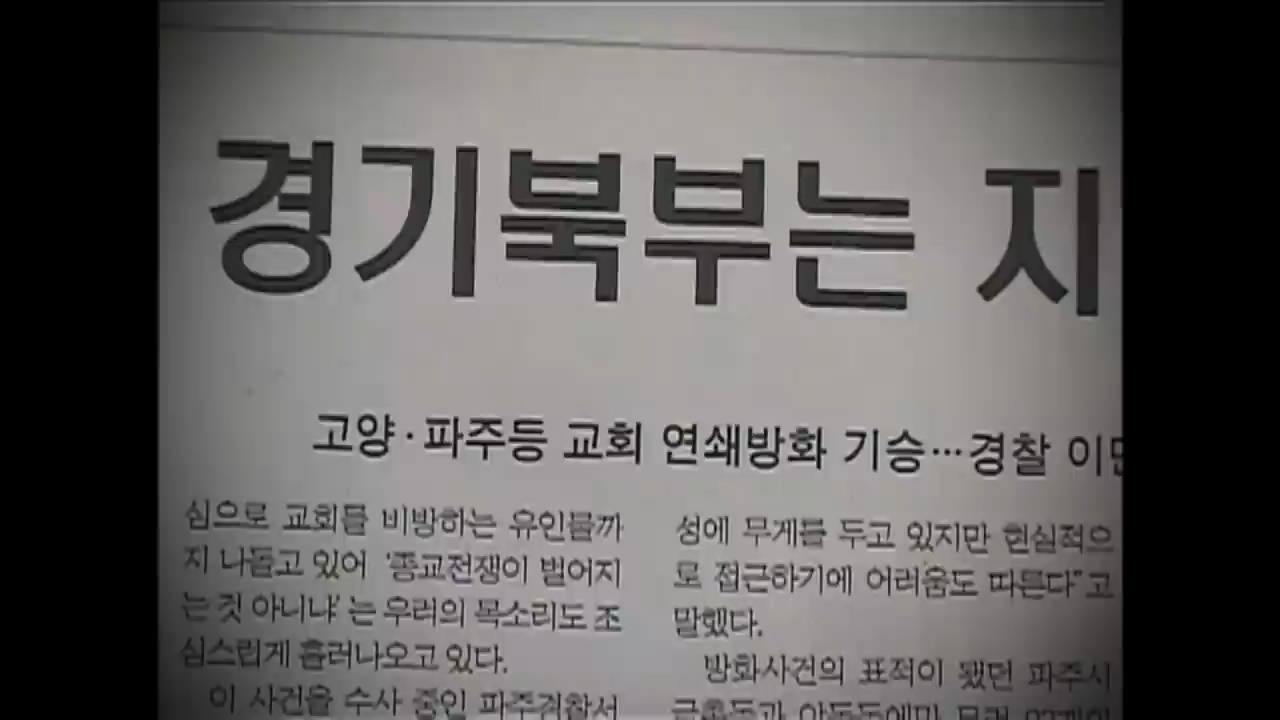 경기북부는 지
고양·파주등 교회 연쇄방화 기승…경찰 이
심으로 교회를 비방하는 유인물까
지 나돌고 있어 '종교전쟁이 벌어지
는 것 아니냐'는 우려의 목소리도 조
심스럽게 흘러나오고 있다.
이 사건을 수사 중인 파주경찰서
성에 무게를 두고 있지만 현실적으
로 접근하기에 어려움도 따른다"고
말했다.
방화사건의 표적이 됐던 파주시